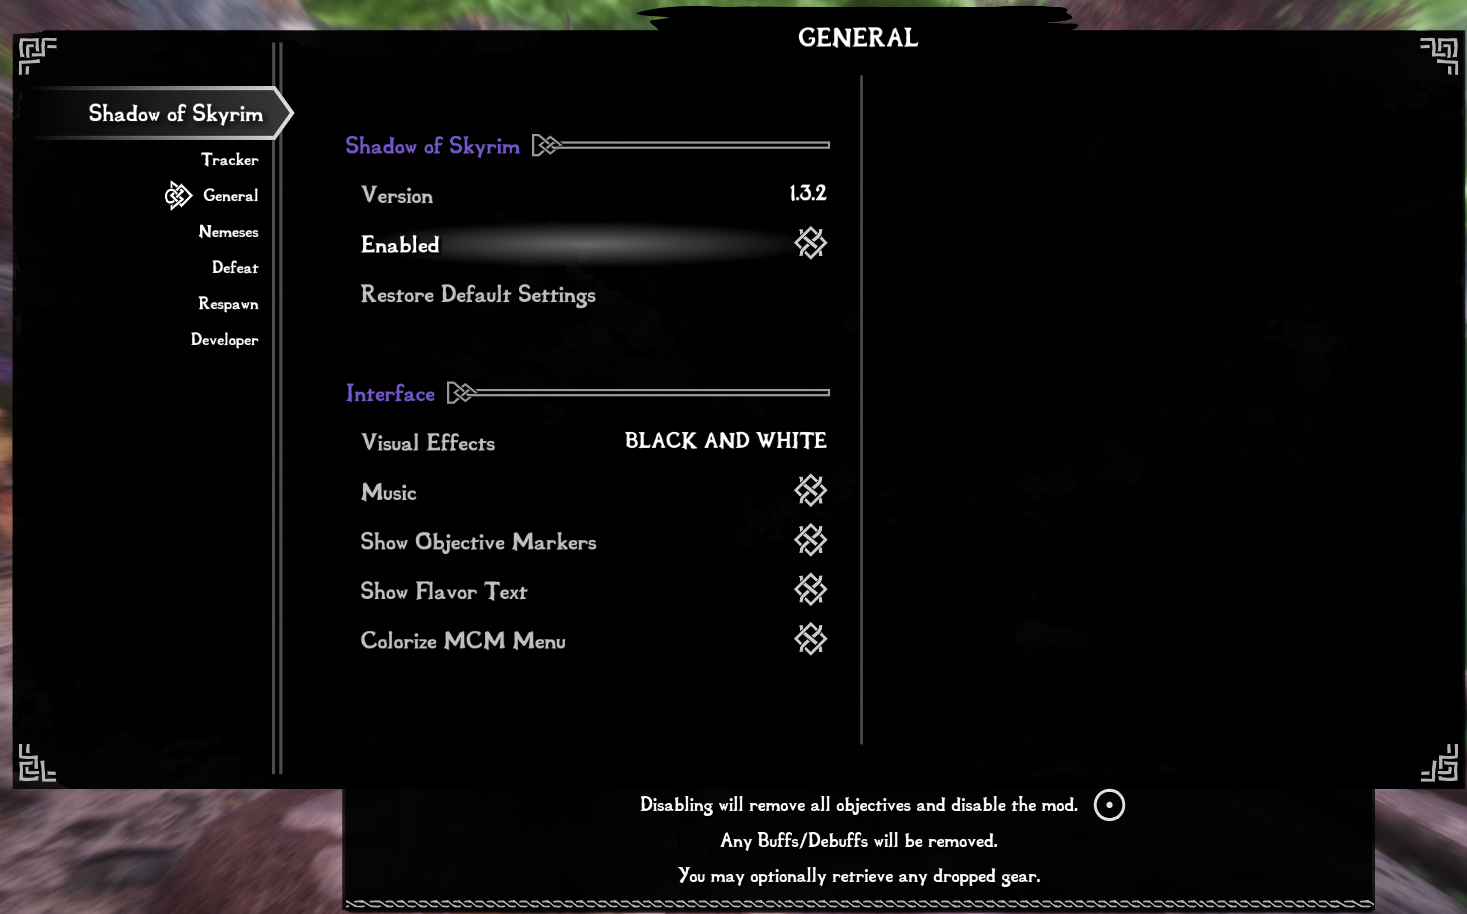 GENERAL
Shadow of Skyrim
Tracker
General
Nemeses
Defeat
Respawn
Developer
Shadow of Skyrim
Version 1.3.2
Enabled
Restore Default Settings
Interface
Visual Effects BLACK AND WHITE
Music
Show Objective Markers
Show Flavor Text
Colorize MCM Menu
Disabling will remove all objectives and disable the mod.
Any Buffs/Debuffs will be removed.
You may optionally retrieve any dropped gear.